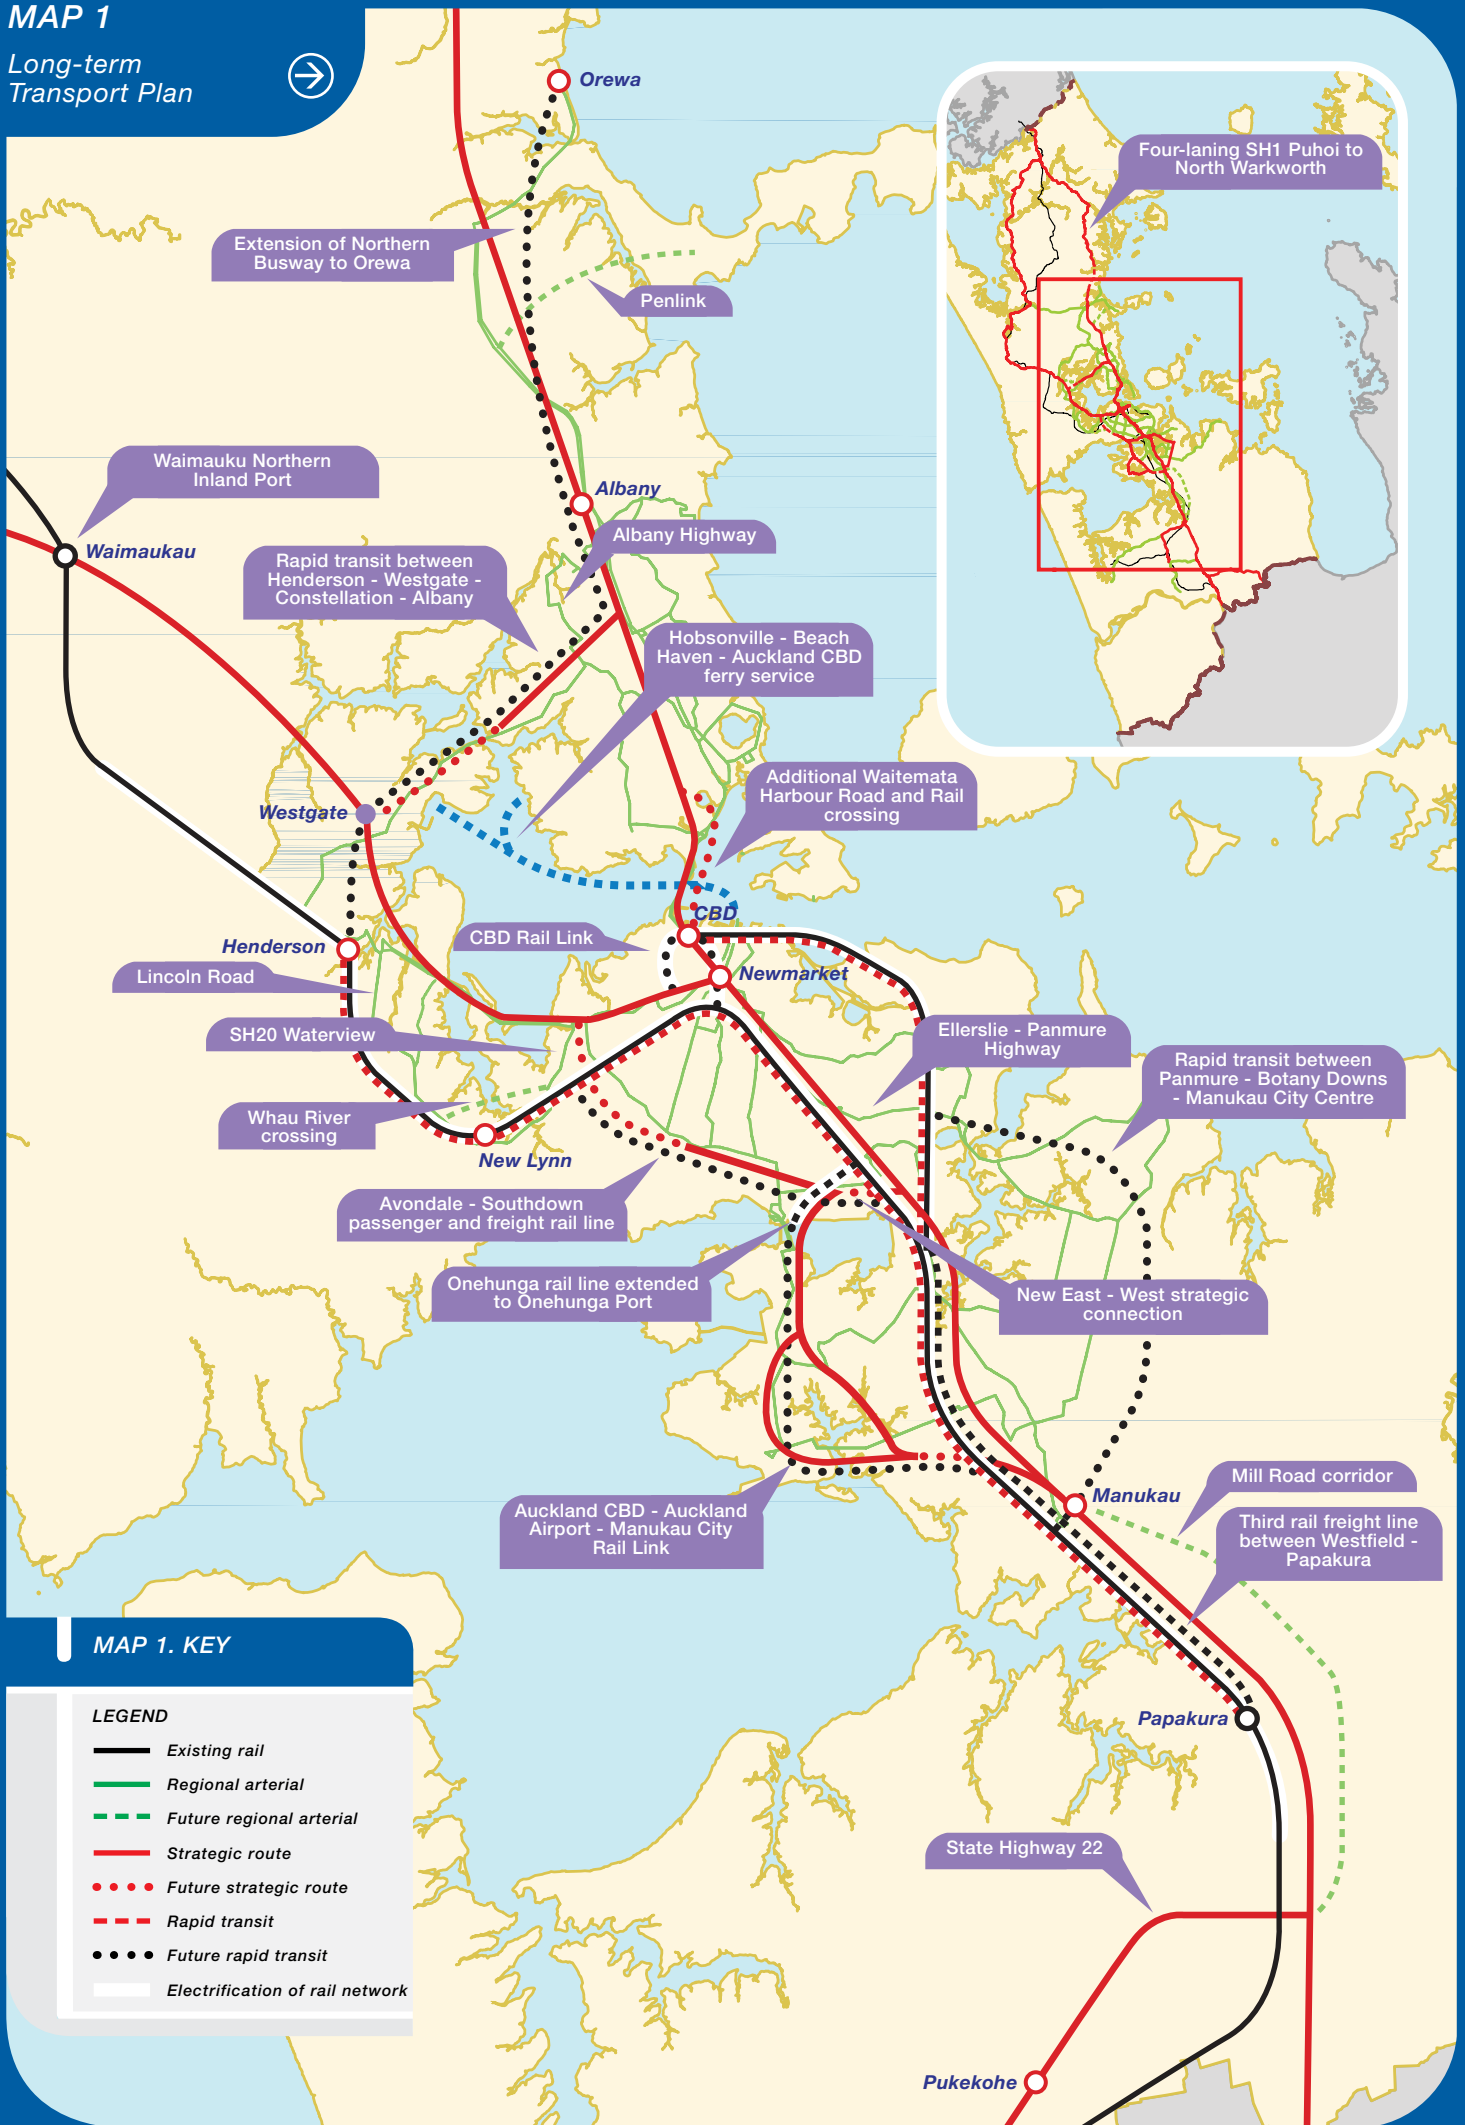 MAP 1
Long-term
Transport Plan
Orewa
Four-laning SH1 Puhoi to
North Warkworth
Extension of Northern
Busway to Orewa
Penlink
Waimauku Northern
Inland Port
Albany
Albany Highway
Waimaukau
Rapid transit between
Henderson - Westgate -
Constellation - Albany
Hobsonville - Beach
Haven - Auckland CBD
ferry service
Additional Waitemata
Harbour Road and Rail
crossing
Westgate
CBD
CBD Rail Link
Henderson
Newmarket
Lincoln Road
SH20 Waterview
Ellerslie - Panmure
Highway
Rapid transit between
Panmure - Botany Downs
- Manukau City Centre
Whau River
crossing
New Lynn
Avondale - Southdown
passenger and freight rail line
Onehunga rail line extended
to Onehunga Port
New East - West strategic
connection
Mill Road corridor
Manukau
Auckland CBD - Auckland
Airport - Manukau City
Rail Link
Third rail freight line
between Westfield -
Papakura
Papakura
State Highway 22
Pukekohe
MAP 1. KEY
LEGEND
Existing rail
Regional arterial
Future regional arterial
Strategic route
Future strategic route
Rapid transit
Future rapid transit
Electrification of rail network